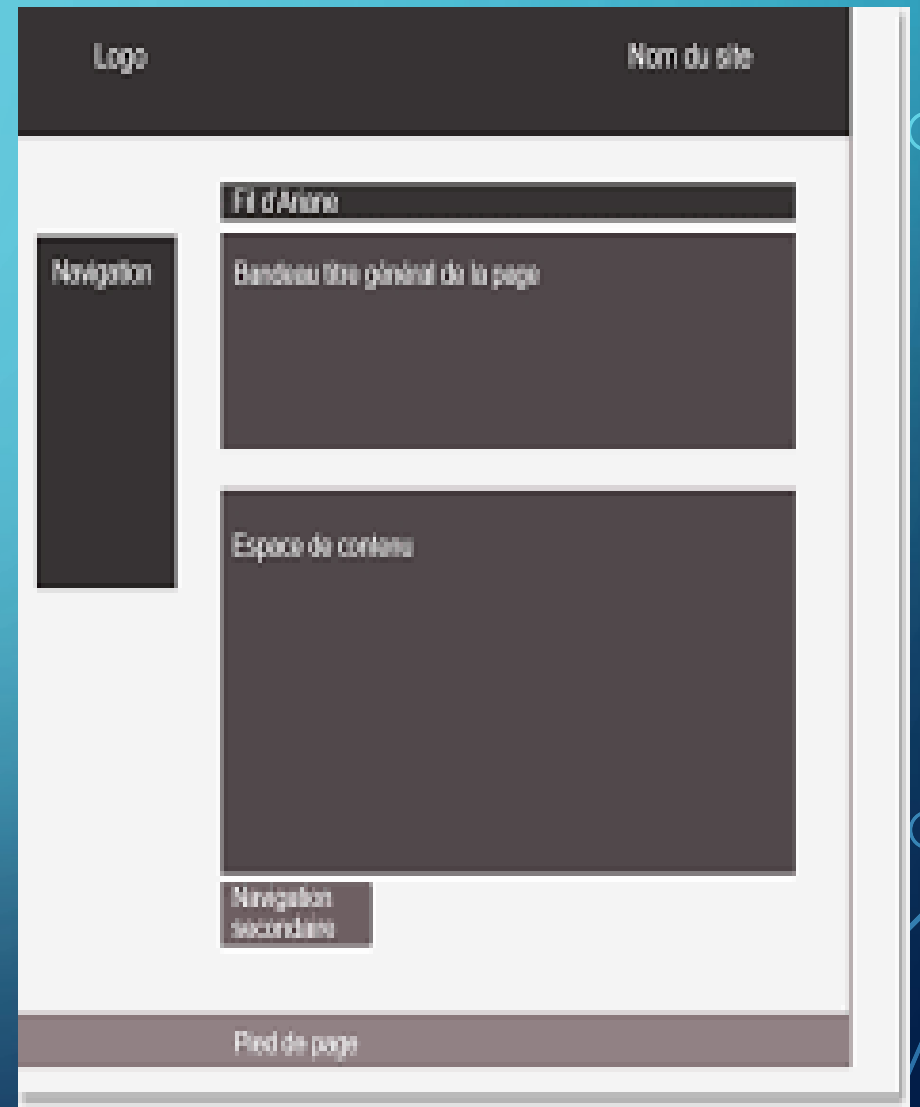 Logo
Nom du site
Fil d'Ariane
Navigation
Bandeau titre général de la page
Espace de contenu
Navigation
secondaire
Pied de page